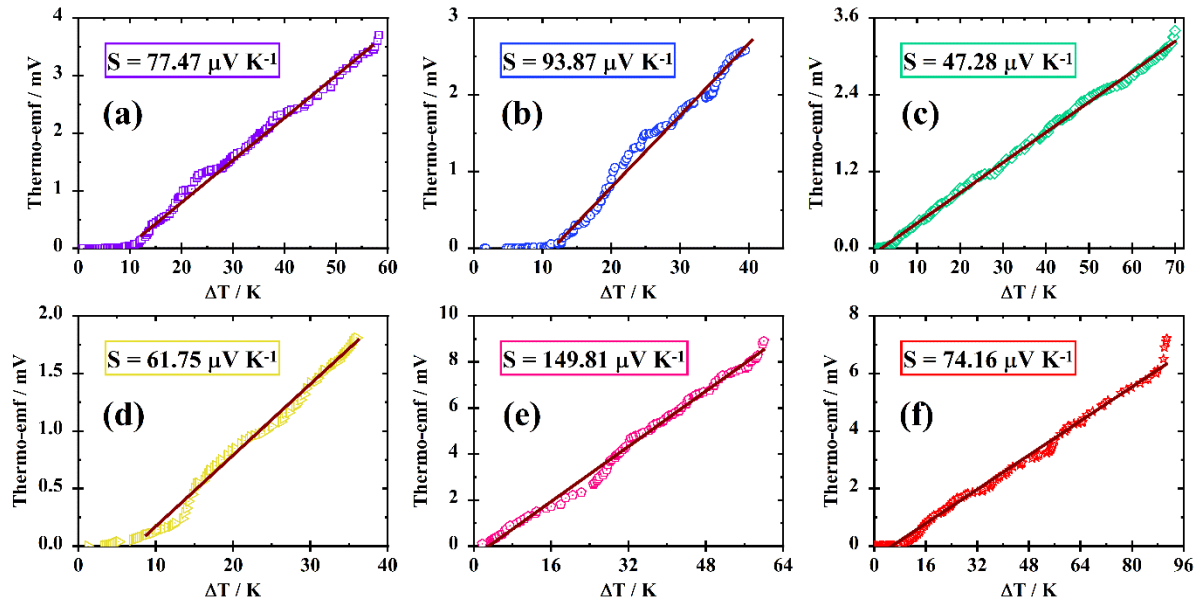 4
3
2
1
0
Thermo-emf / mV
S = 77.47 μV K⁻¹
(a)
0 10 20 30 40 50 60
ΔT / K
3
2
1
0
Thermo-emf / mV
S = 93.87 μV K⁻¹
(b)
0 10 20 30 40
ΔT / K
3.6
2.4
1.2
0.0
Thermo-emf / mV
S = 47.28 μV K⁻¹
(c)
0 10 20 30 40 50 60 70
ΔT / K
2.0
1.5
1.0
0.5
0.0
Thermo-emf / mV
S = 61.75 μV K⁻¹
(d)
0 10 20 30 40
ΔT / K
10
8
6
4
2
0
Thermo-emf / mV
S = 149.81 μV K⁻¹
(e)
0 16 32 48 64
ΔT / K
8
6
4
2
0
Thermo-emf / mV
S = 74.16 μV K⁻¹
(f)
0 16 32 48 64 80 96
ΔT / K